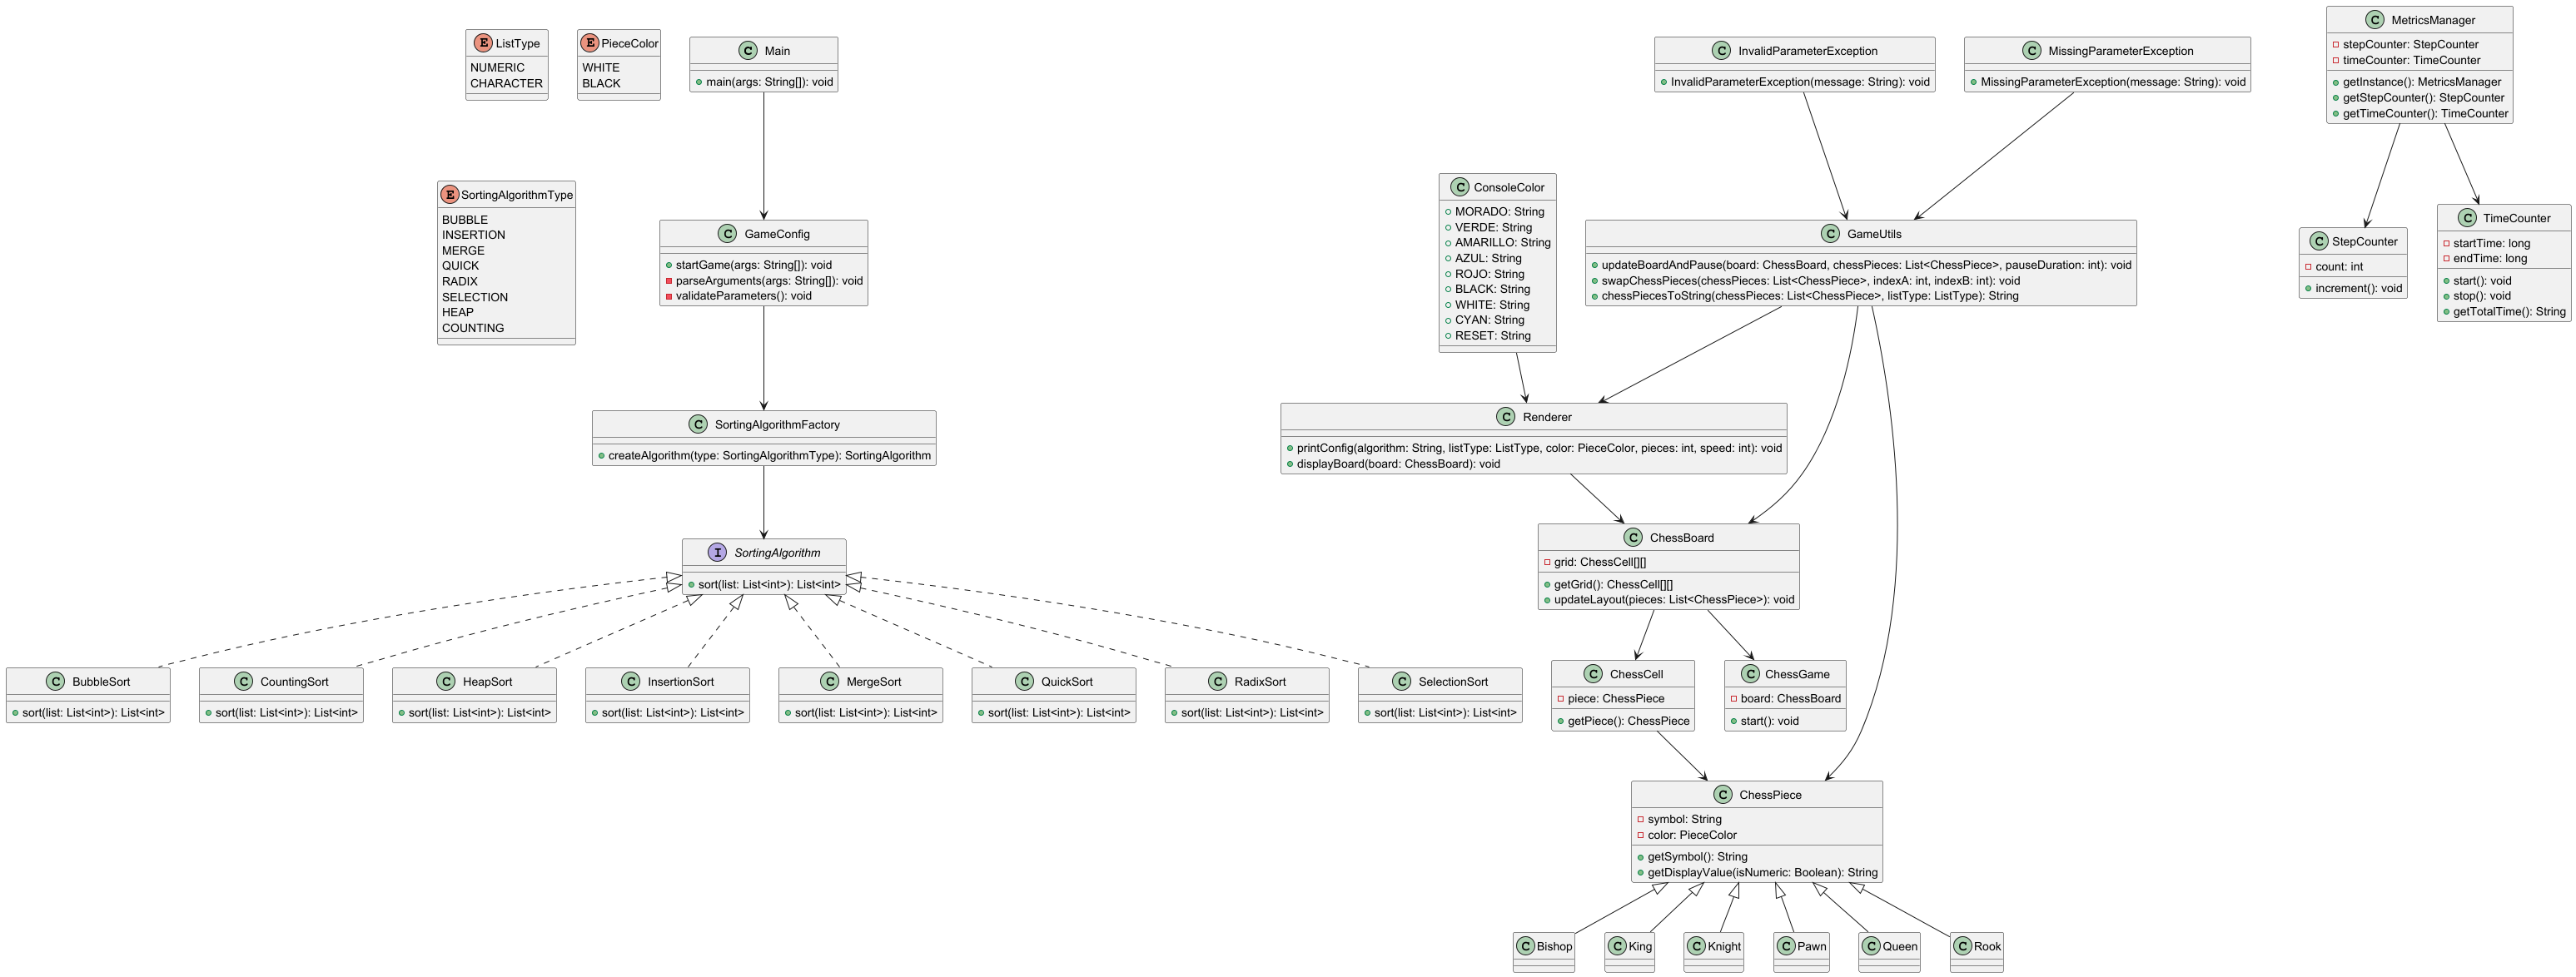 E ListType
NUMERIC
CHARACTER
E PieceColor
WHITE
BLACK
C Main
main(args: String[]): void
C InvalidParameterException
InvalidParameterException(message: String): void
C MissingParameterException
MissingParameterException(message: String): void
C MetricsManager
stepCounter: StepCounter
timeCounter: TimeCounter
getInstance(): MetricsManager
getStepCounter(): StepCounter
getTimeCounter(): TimeCounter
E SortingAlgorithmType
BUBBLE
INSERTION
MERGE
QUICK
RADIX
SELECTION
HEAP
COUNTING
C GameConfig
startGame(args: String[]): void
parseArguments(args: String[]): void
validateParameters(): void
C ConsoleColor
MORADO: String
VERDE: String
AMARILLO: String
AZUL: String
ROJO: String
BLACK: String
WHITE: String
CYAN: String
RESET: String
C GameUtils
updateBoardAndPause(board: ChessBoard, chessPieces: List<ChessPiece>, pauseDuration: int): void
swapChessPieces(chessPieces: List<ChessPiece>, indexA: int, indexB: int): void
chessPiecesToString(chessPieces: List<ChessPiece>, listType: ListType): String
C StepCounter
count: int
increment(): void
C TimeCounter
startTime: long
endTime: long
start(): void
stop(): void
getTotalTime(): String
C SortingAlgorithmFactory
createAlgorithm(type: SortingAlgorithmType): SortingAlgorithm
C Renderer
printConfig(algorithm: String, listType: ListType, color: PieceColor, pieces: int, speed: int): void
displayBoard(board: ChessBoard): void
I SortingAlgorithm
sort(list: List<int>): List<int>
C ChessBoard
grid: ChessCell[][]
getGrid(): ChessCell[][]
updateLayout(pieces: List<ChessPiece>): void
C BubbleSort
sort(list: List<int>): List<int>
C CountingSort
sort(list: List<int>): List<int>
C HeapSort
sort(list: List<int>): List<int>
C InsertionSort
sort(list: List<int>): List<int>
C MergeSort
sort(list: List<int>): List<int>
C QuickSort
sort(list: List<int>): List<int>
C RadixSort
sort(list: List<int>): List<int>
C SelectionSort
sort(list: List<int>): List<int>
C ChessCell
piece: ChessPiece
getPiece(): ChessPiece
C ChessGame
board: ChessBoard
start(): void
C ChessPiece
symbol: String
color: PieceColor
getSymbol(): String
getDisplayValue(isNumeric: Boolean): String
C Bishop
C King
C Knight
C Pawn
C Queen
C Rook